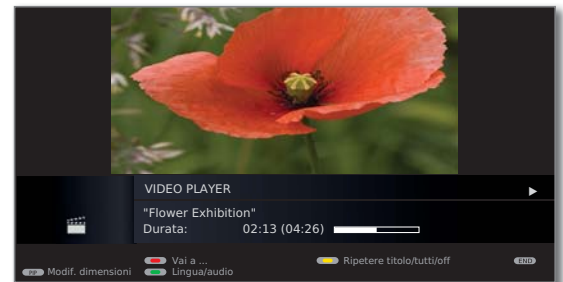 VIDEO PLAYER
"Flower Exhibition"
Durata: 02:13 (04:26)
Vai a ... Ripetere titolo/tutti/off END
PIP Modif. dimensioni Lingua/audio